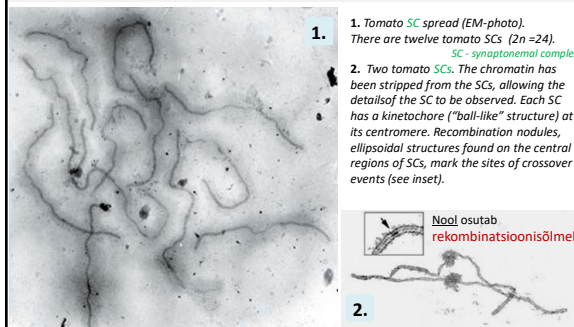 1.
1. Tomato SC spread (EM-photo).
There are twelve tomato SCs (2n =24).
SC - synaptonemal comple
2. Two tomato SCs. The chromatin has
been stripped from the SCs, allowing the
detailsof the SC to be observed. Each SC
has a kinetochore (“ball-like” structure) at
its centromere. Recombination nodules,
ellipsoidal structures found on the central
regions of SCs, mark the sites of crossover
events (see inset).
Nool osutab
rekombinatsioonisõlmel
2.